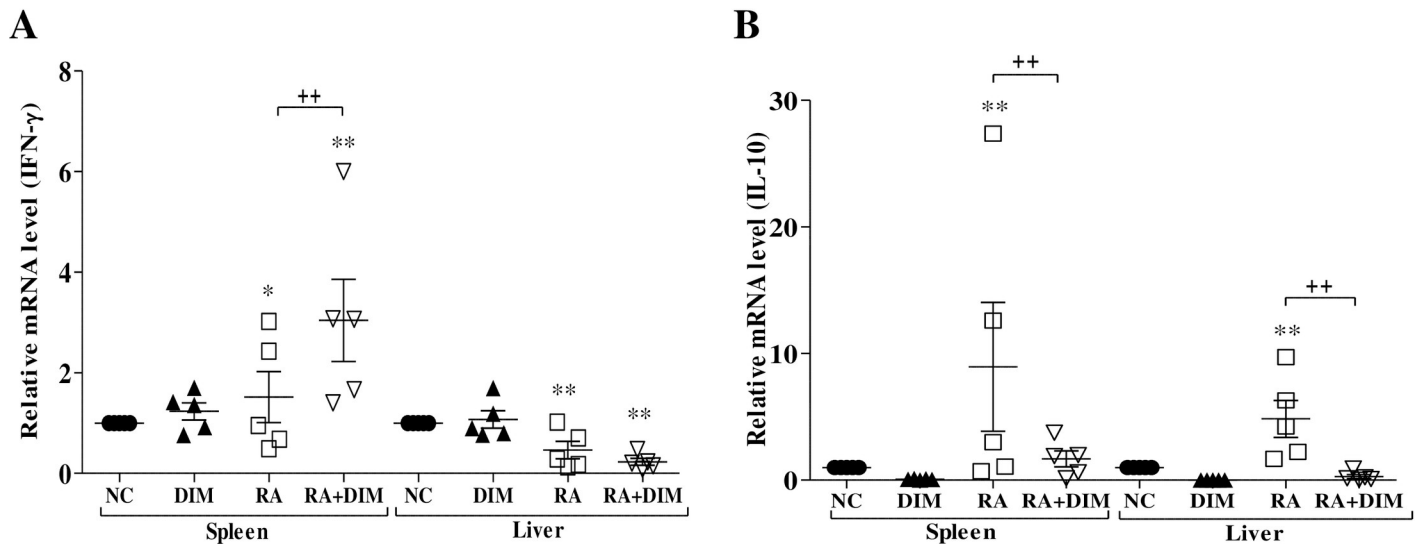 A
Relative mRNA level (IFN-γ)
8
6
4
2
0
++
**
*
**
**
NC DIM RA RA+DIM NC DIM RA RA+DIM
Spleen Liver
B
Relative mRNA level (IL-10)
30
20
10
0
++
**
++
**
NC DIM RA RA+DIM NC DIM RA RA+DIM
Spleen Liver